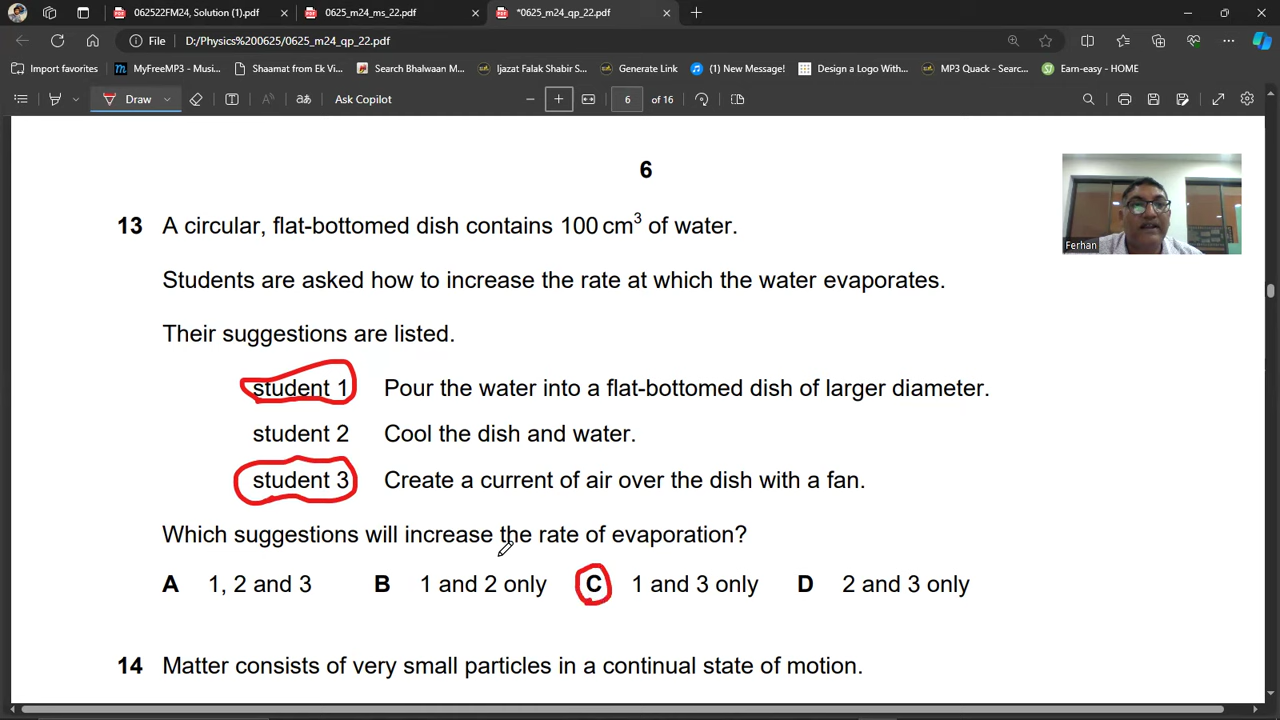 062522FM24, Solution (1).pdf
0625_m24_ms_22.pdf
*0625_m24_qp_22.pdf
File
D:/Physics%200625/0625_m24_qp_22.pdf
Import favorites
MyFreeMP3 - Musi...
Shaamat from Ek Vi...
Search Bhalwaan M...
Ijazat Falak Shabir S...
Generate Link
(1) New Message!
Design a Logo With...
MP3 Quack - Searc...
Earn-easy - HOME
Draw
Ask Copilot
6
of 16
6
13 A circular, flat-bottomed dish contains 100 cm³ of water.
Students are asked how to increase the rate at which the water evaporates.
Their suggestions are listed.
student 1 Pour the water into a flat-bottomed dish of larger diameter.
student 2 Cool the dish and water.
student 3 Create a current of air over the dish with a fan.
Which suggestions will increase the rate of evaporation?
A 1, 2 and 3 B 1 and 2 only C 1 and 3 only D 2 and 3 only
14 Matter consists of very small particles in a continual state of motion.
Ferhan